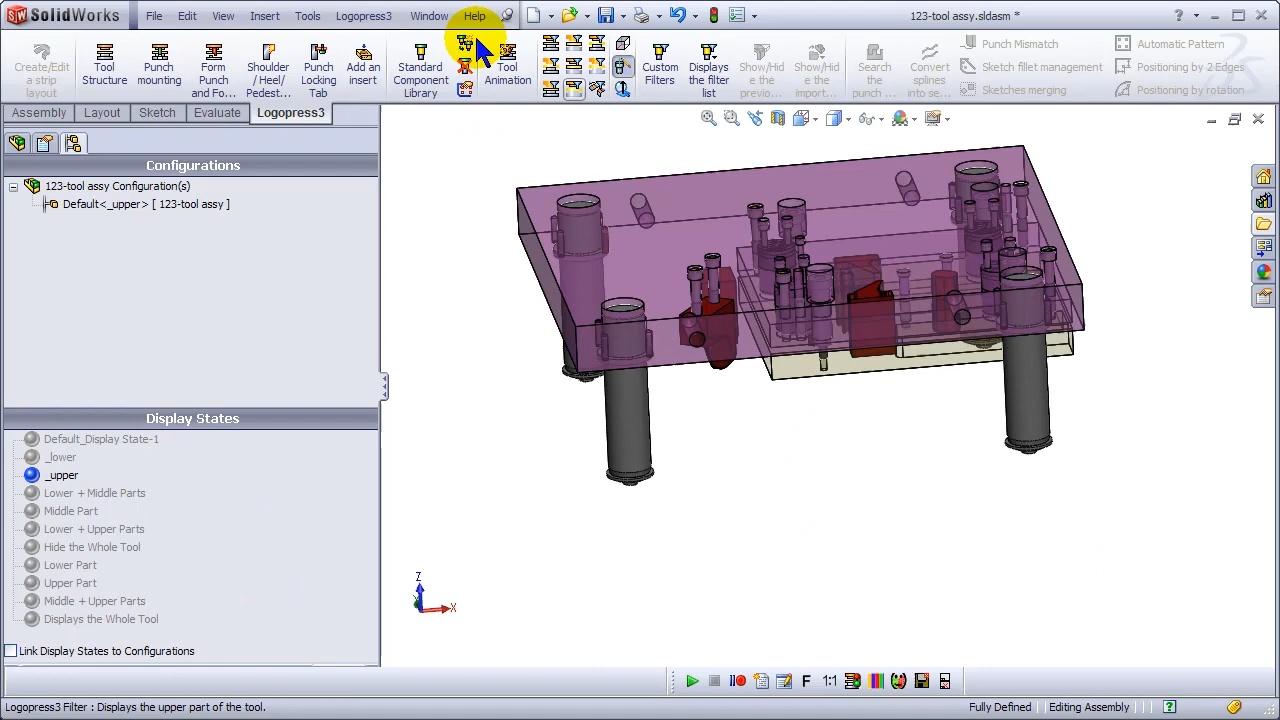 SolidWorks File Edit View Insert Tools Logopress3 Window Help 123-tool assy.sldasm *
Create/Edit a strip layout
Tool Structure
Punch mounting
Form Punch and Fo...
Shoulder /Heel/ Pedest...
Punch Locking Tab
Add an insert
Standard Component Library
Tool Animation
Custom Filters
Displays the filter list
Show/Hide the previo...
Show/Hide the import...
Search punch ...
Convert splines into se...
Punch Mismatch
Sketch fillet management
Sketches merging
Automatic Pattern
Positioning by 2 Edges
Positioning by rotation
Assembly Layout Sketch Evaluate Logopress3
Configurations
123-tool assy Configuration(s)
Default<_upper> [ 123-tool assy ]
Display States
Default_Display State-1
_lower
_upper
Lower + Middle Parts
Middle Part
Lower + Upper Parts
Hide the Whole Tool
Lower Part
Upper Part
Middle + Upper Parts
Displays the Whole Tool
Link Display States to Configurations
Z
X
F 1:1
Logopress3 Filter : Displays the upper part of the tool. Fully Defined Editing Assembly